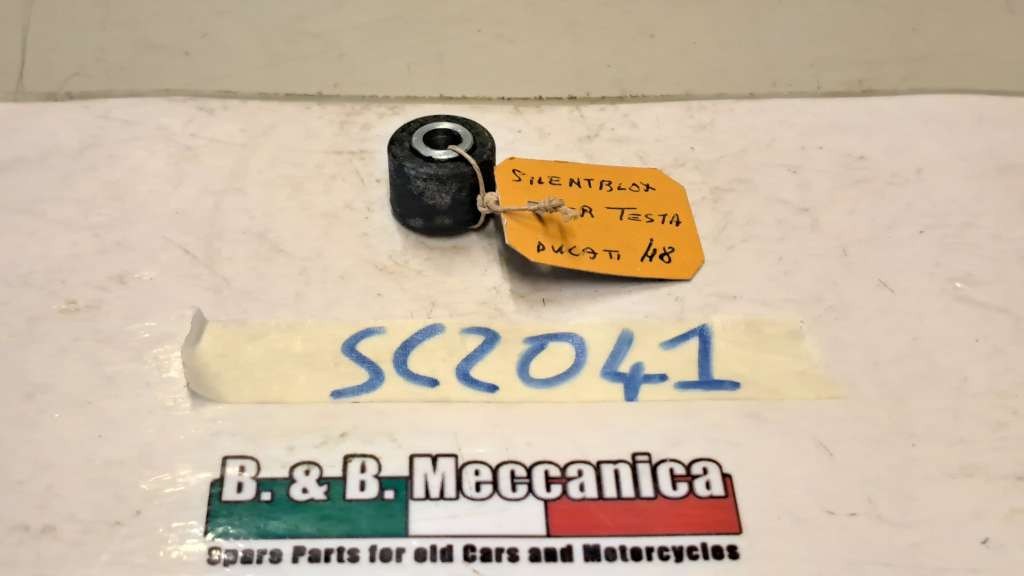 SILENTBLOX
TESTA
DUCATI 48
SC2041
B. & B. Meccanica
Spare Parts for old Cars and Motorcycles